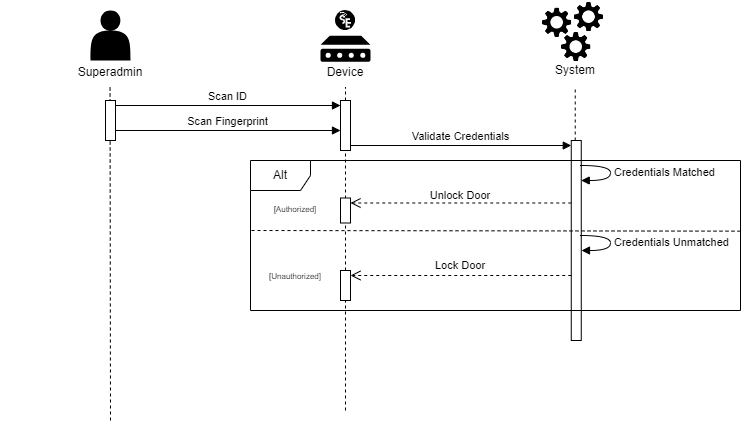 Superadmin
Device
System
Scan ID
Scan Fingerprint
Validate Credentials
Alt
Credentials Matched
Unlock Door
[Authorized]
Credentials Unmatched
Lock Door
[Unauthorized]